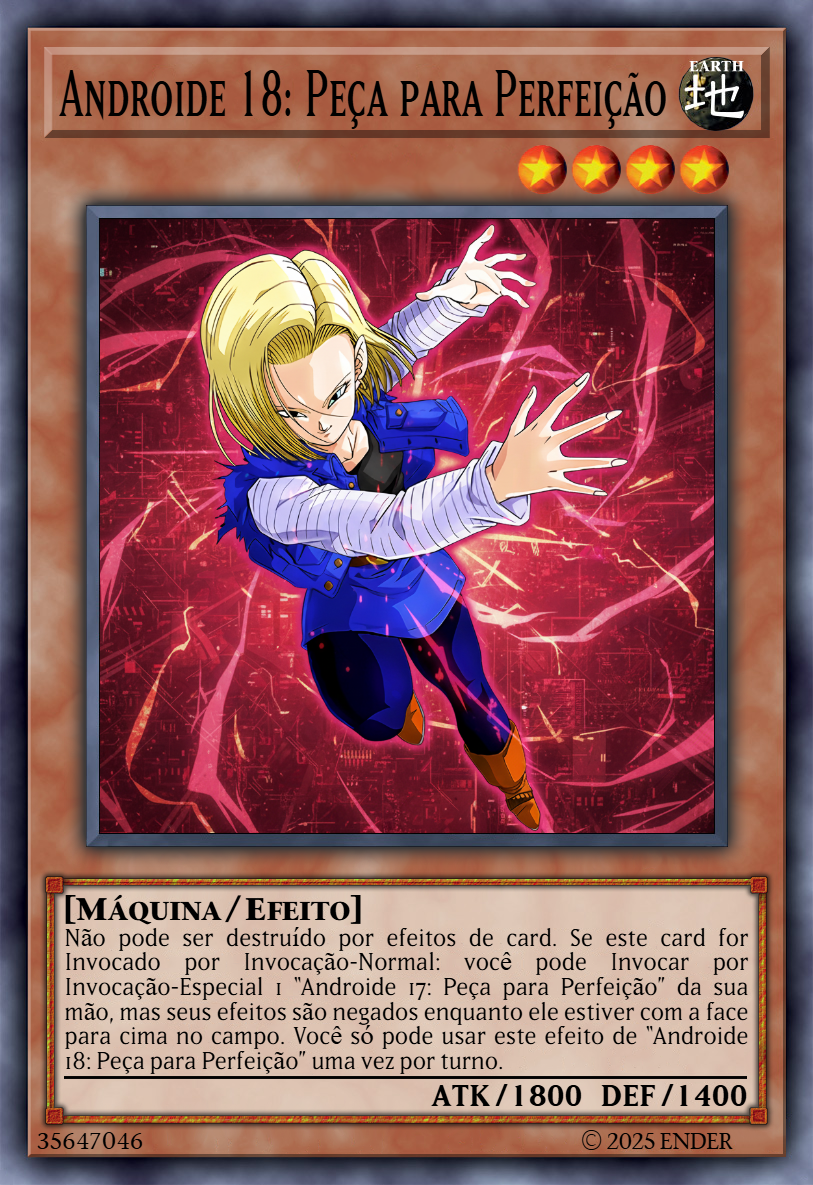 Androide 18: Peça para Perfeição
EARTH
地
[Máquina/Efeito]
Não pode ser destruído por efeitos de card. Se este card for
Invocado por Invocação-Normal: você pode Invocar por
Invocação-Especial 1 "Androide 17: Peça para Perfeição" da sua
mão, mas seus efeitos são negados enquanto ele estiver com a face
para cima no campo. Você só pode usar este efeito de "Androide
18: Peça para Perfeição" uma vez por turno.
ATK/1800 DEF/1400
35647046
© 2025 ENDER